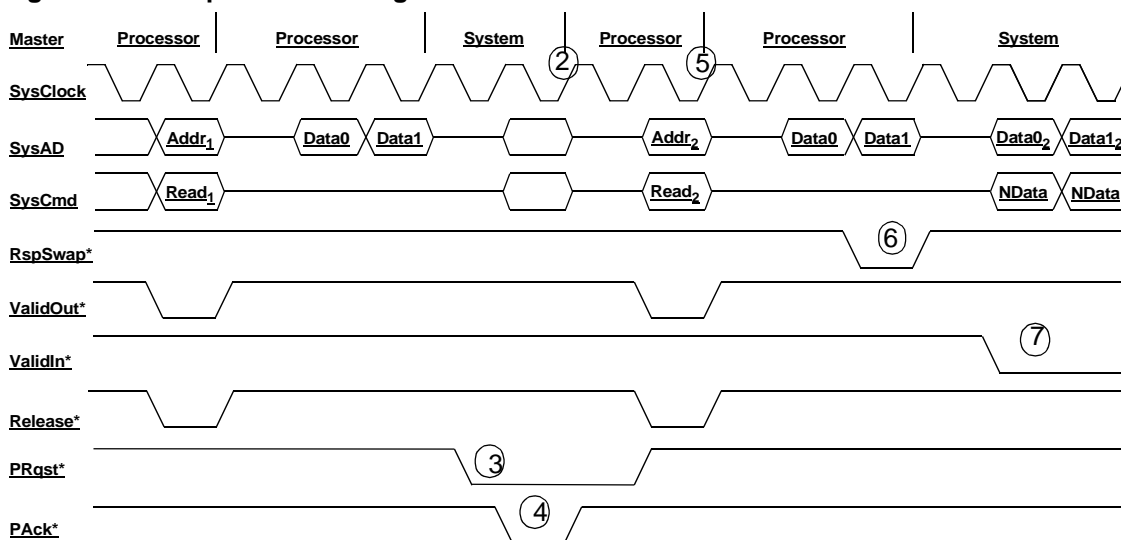 Master Processor Processor System Processor Processor System
2 5
SysClock
SysAD Addr1 Data0 Data1 Addr2 Data0 Data1 Data02 Data12
SysCmd Read1 Read2 NData NData
RspSwap* 6
ValidOut*
ValidIn* 7
Release*
PRqst* 3
PAck* 4